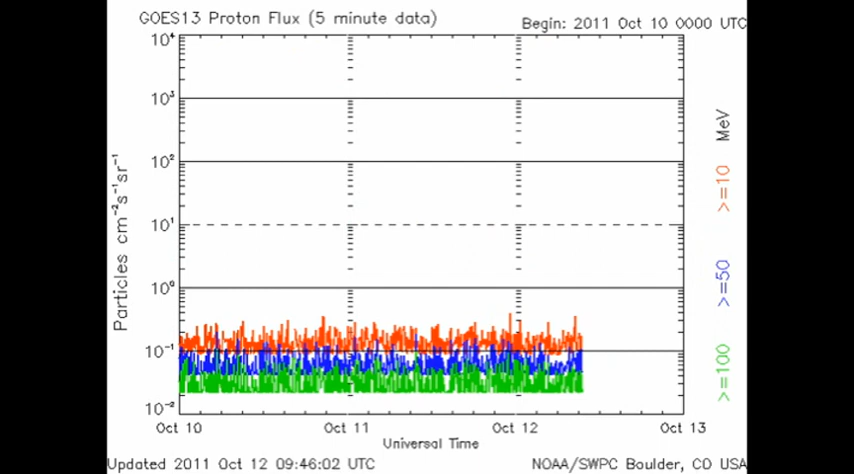 GOES13 Proton Flux (5 minute data)
Begin: 2011 Oct 10 0000 UTC
10⁴
10³
10²
10¹
10⁰
10⁻¹
10⁻²
Particles cm⁻²s⁻¹sr⁻¹
MeV
>=10
>=50
>=100
Oct 10
Oct 11
Oct 12
Oct 13
Universal Time
Updated 2011 Oct 12 09:46:02 UTC
NOAA/SWPC Boulder, CO USA